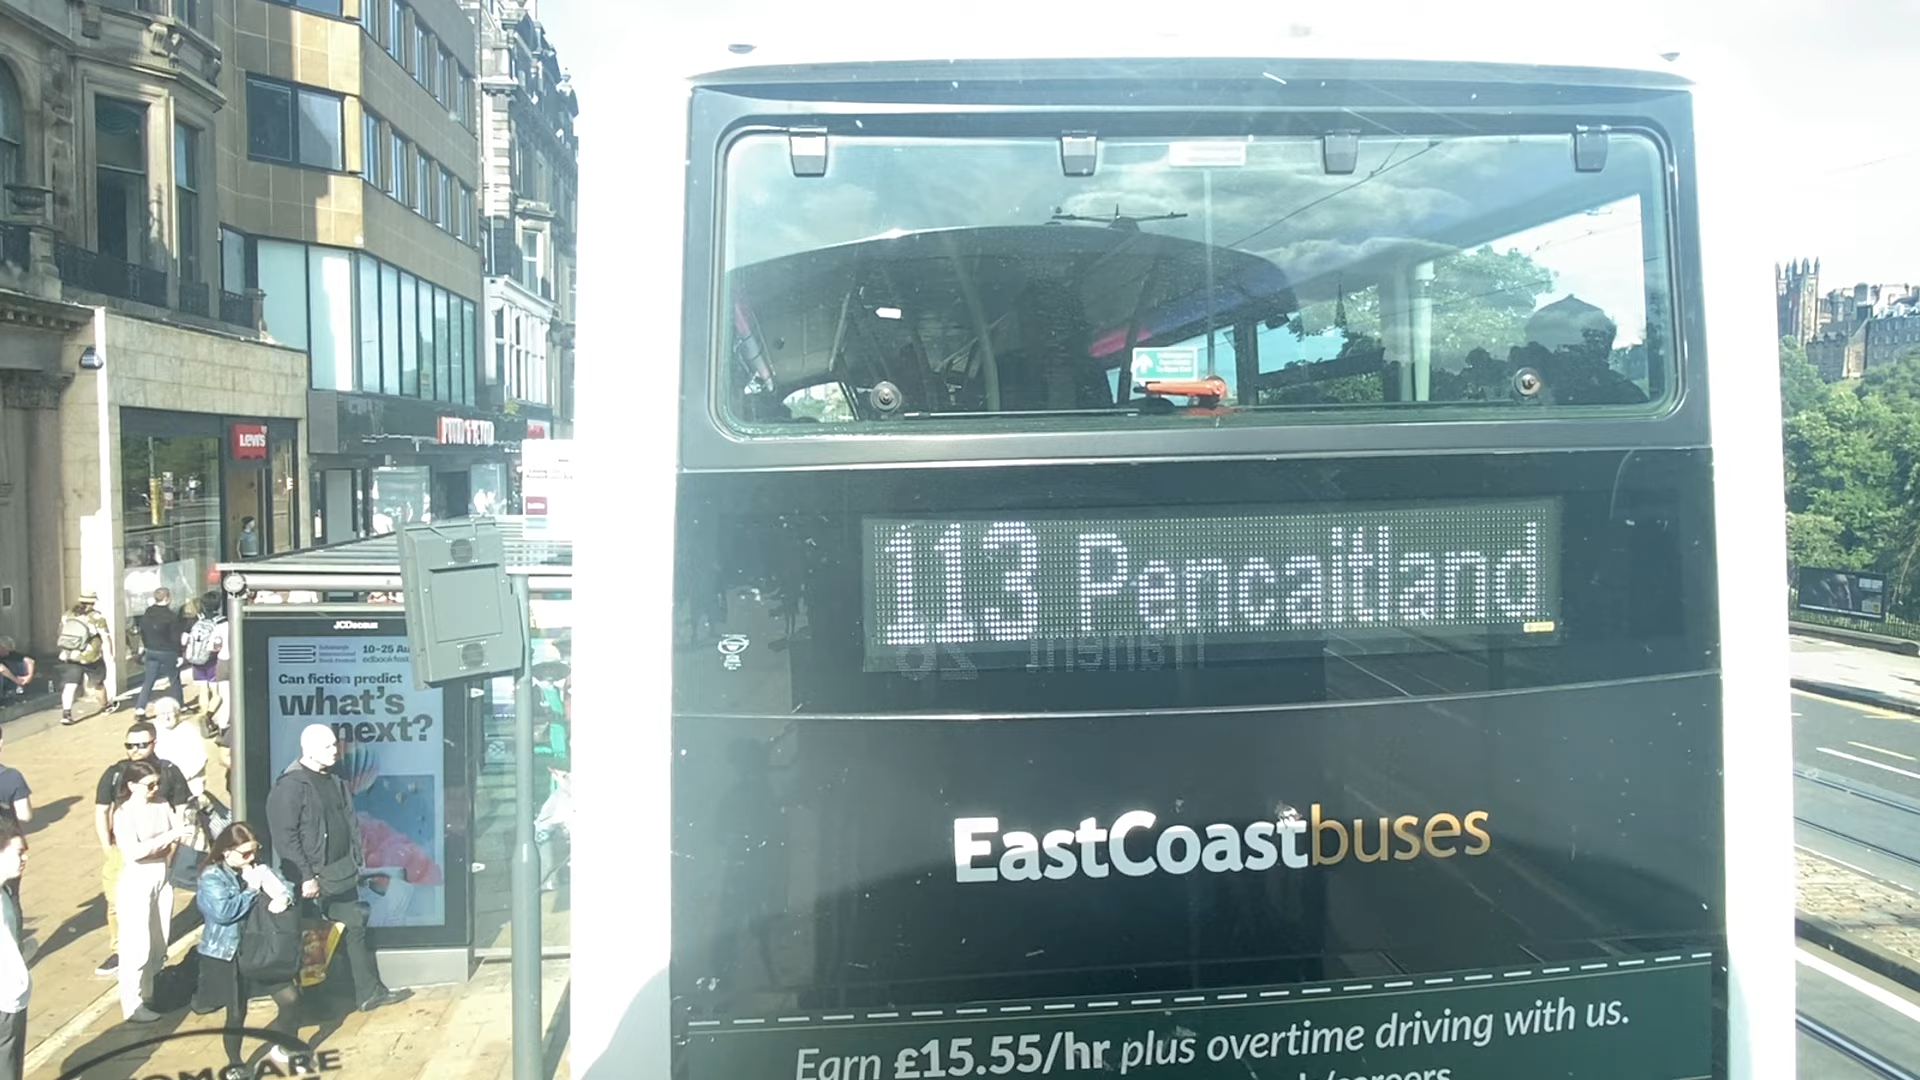 LEVI'S
JCDecaux
10-25 Au
Can fiction predict
what's
next?
113 Pencaitland
EastCoastbuses
Earn £15.55/hr plus overtime driving with us.